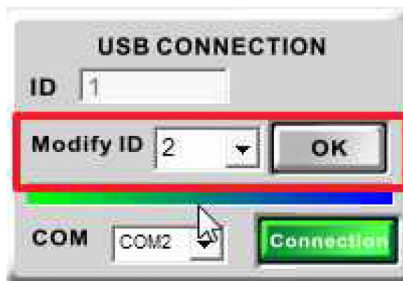 USB CONNECTION
ID 1
Modify ID 2 OK
COM COM2 Connection